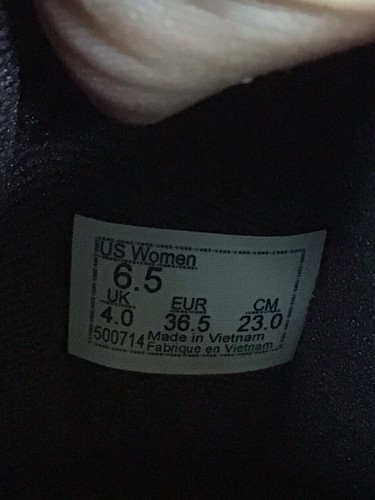 US Women
6.5
UK EUR CM
4.0 36.5 23.0
500714 Made in Vietnam
Fabrique en Vietnam